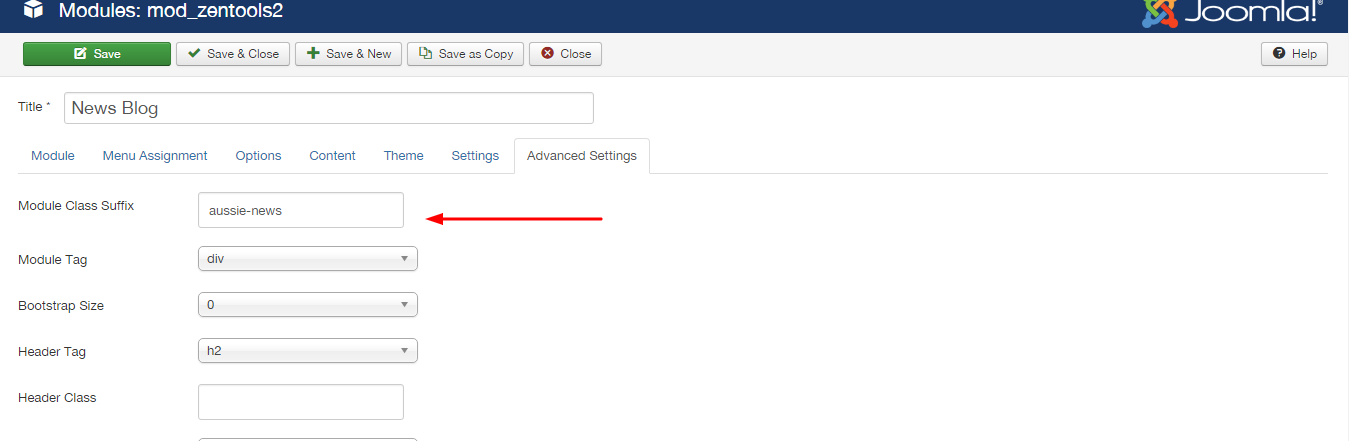 Modules: mod_zentools2 Joomla!®
Save Save & Close Save & New Save as Copy Close Help
Title * News Blog
Module Menu Assignment Options Content Theme Settings Advanced Settings
Module Class Suffix aussie-news
Module Tag div
Bootstrap Size 0
Header Tag h2
Header Class